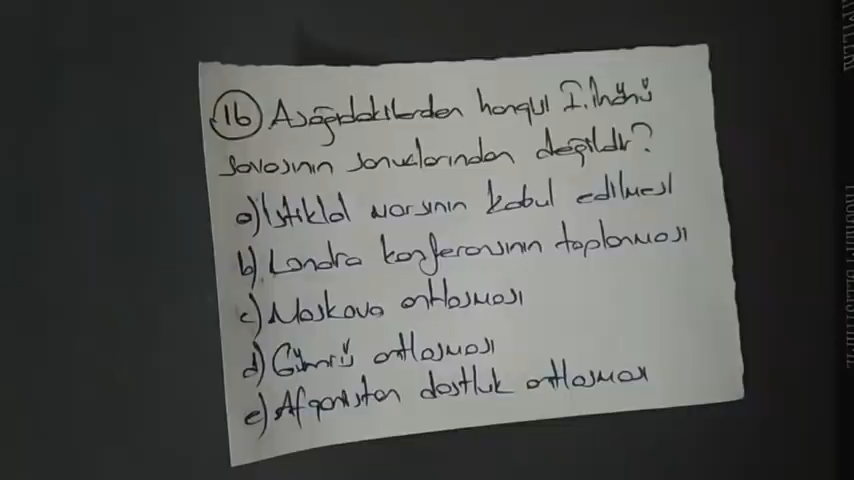 16 Aşağıdakilerden hangisi I. İnönü
savaşının sonuçlarından değildir?
a) İstiklal marşının kabul edilmesi
b) Londra konferansının toplanması
c) Moskova antlaşması
d) Gümrü antlaşması
e) Afganistan dostluk antlaşması